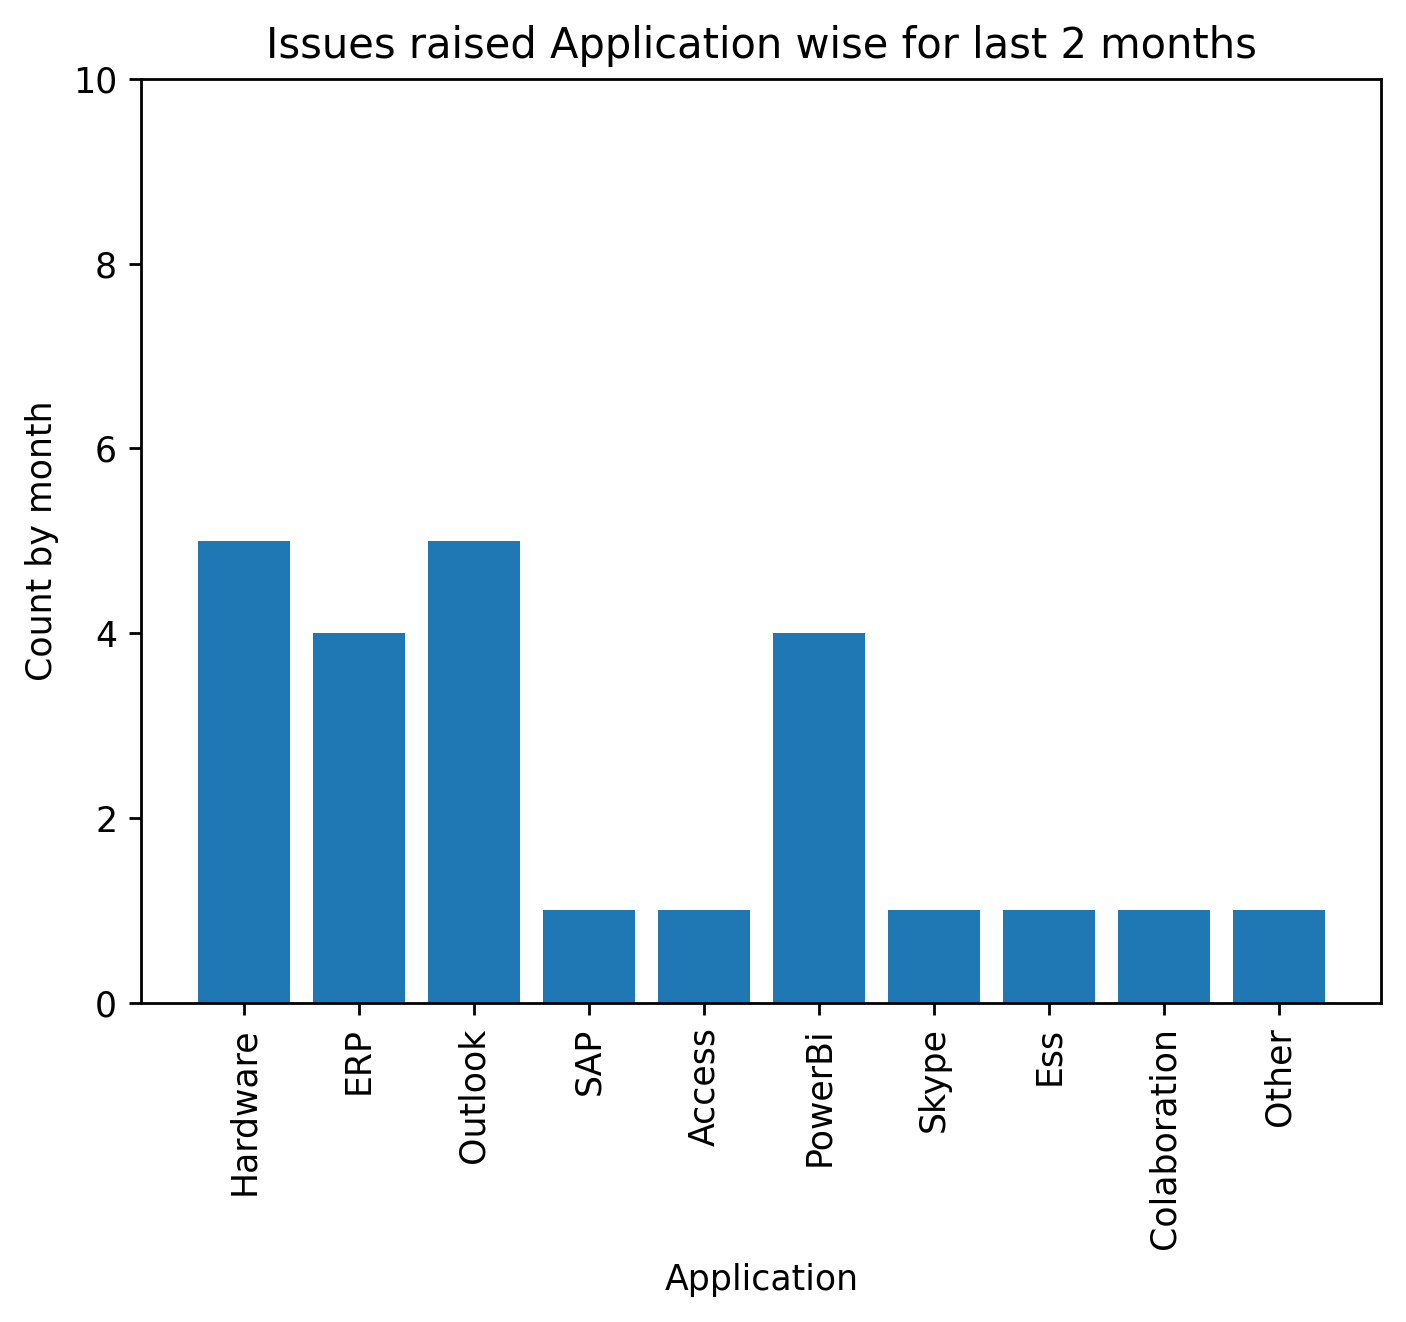 Issues raised Application wise for last 2 months
10
8
6
4
2
0
Count by month
Hardware
ERP
Outlook
SAP
Access
PowerBi
Skype
Ess
Colaboration
Other
Application